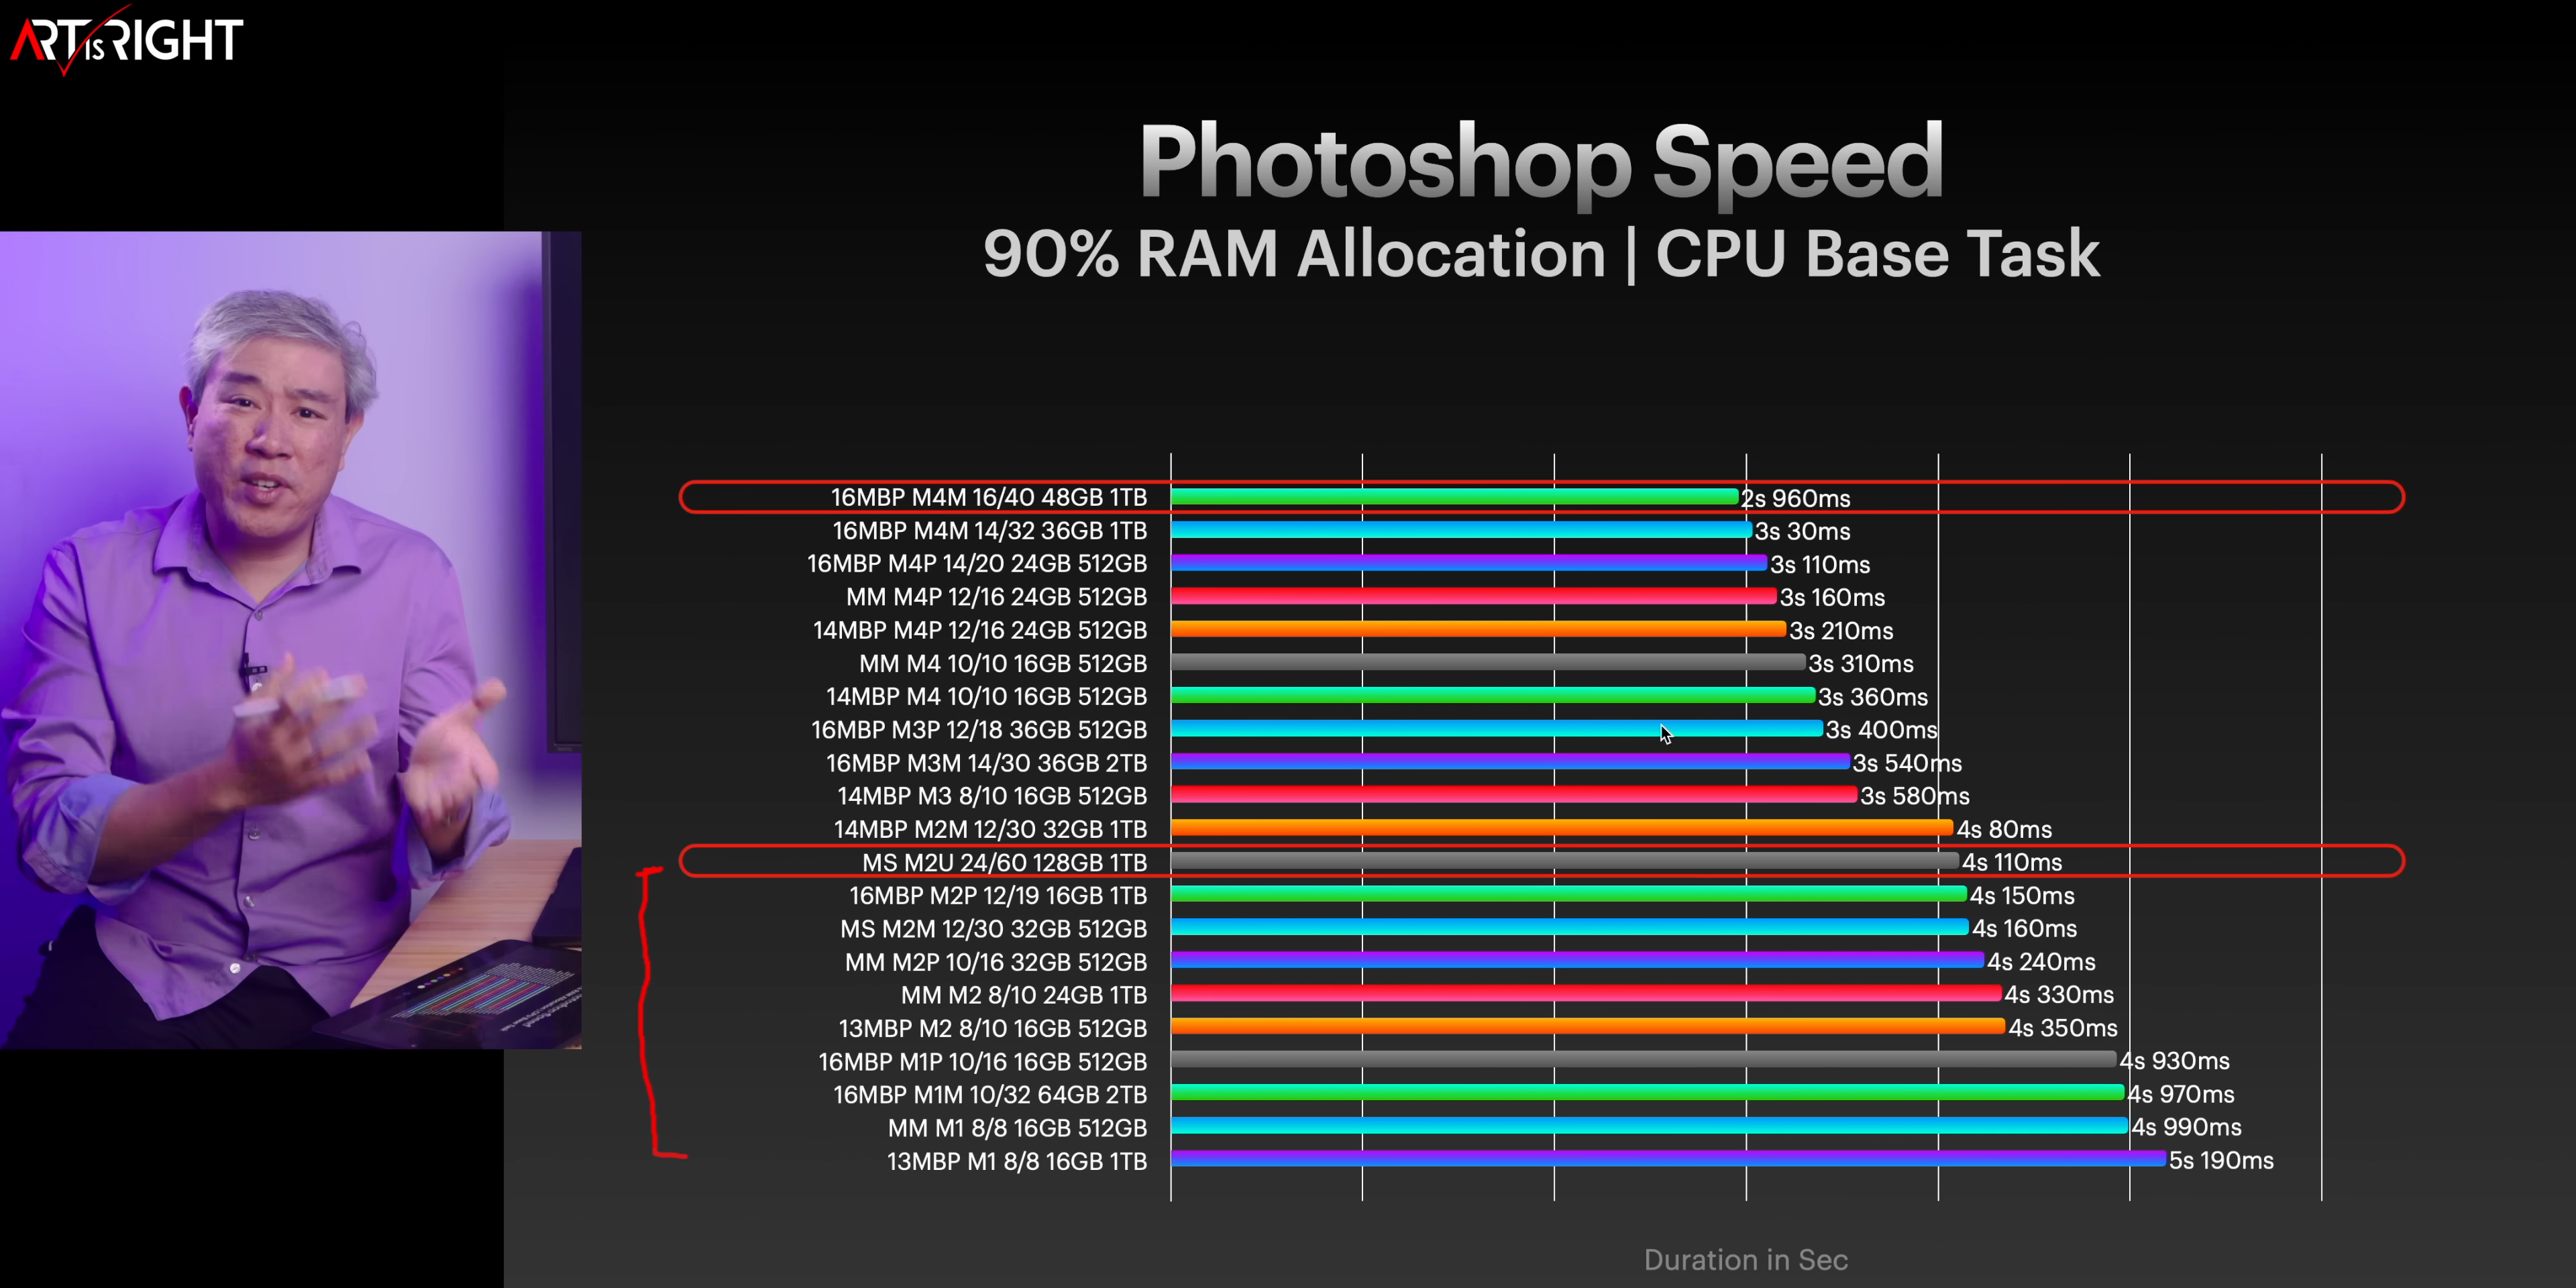 ART IS RIGHT
Photoshop Speed
90% RAM Allocation | CPU Base Task
16MBP M4M 16/40 48GB 1TB 2s 960ms
16MBP M4M 14/32 36GB 1TB 3s 30ms
16MBP M4P 14/20 24GB 512GB 3s 110ms
MM M4P 12/16 24GB 512GB 3s 160ms
14MBP M4P 12/16 24GB 512GB 3s 210ms
MM M4 10/10 16GB 512GB 3s 310ms
14MBP M4 10/10 16GB 512GB 3s 360ms
16MBP M3P 12/18 36GB 512GB 3s 400ms
16MBP M3M 14/30 36GB 2TB 3s 540ms
14MBP M3 8/10 16GB 512GB 3s 580ms
14MBP M2M 12/30 32GB 1TB 4s 80ms
MS M2U 24/60 128GB 1TB 4s 110ms
16MBP M2P 12/19 16GB 1TB 4s 150ms
MS M2M 12/30 32GB 512GB 4s 160ms
MM M2P 10/16 32GB 512GB 4s 240ms
MM M2 8/10 24GB 1TB 4s 330ms
13MBP M2 8/10 16GB 512GB 4s 350ms
16MBP M1P 10/16 16GB 512GB 4s 930ms
16MBP M1M 10/32 64GB 2TB 4s 970ms
MM M1 8/8 16GB 512GB 4s 990ms
13MBP M1 8/8 16GB 1TB 5s 190ms
Duration in Sec